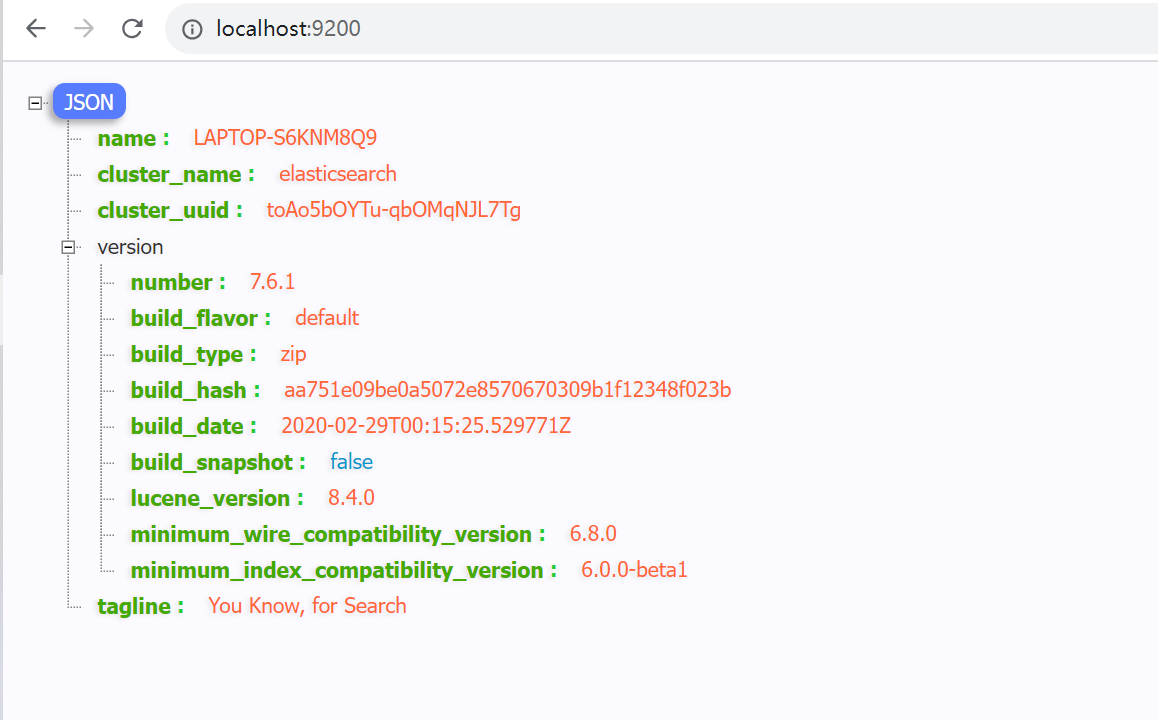 localhost:9200
JSON
name : LAPTOP-S6KNM8Q9
cluster_name : elasticsearch
cluster_uuid : toAo5bOYTu-qbOMqNJL7Tg
version
number : 7.6.1
build_flavor : default
build_type : zip
build_hash : aa751e09be0a5072e8570670309b1f12348f023b
build_date : 2020-02-29T00:15:25.529771Z
build_snapshot : false
lucene_version : 8.4.0
minimum_wire_compatibility_version : 6.8.0
minimum_index_compatibility_version : 6.0.0-beta1
tagline : You Know, for Search